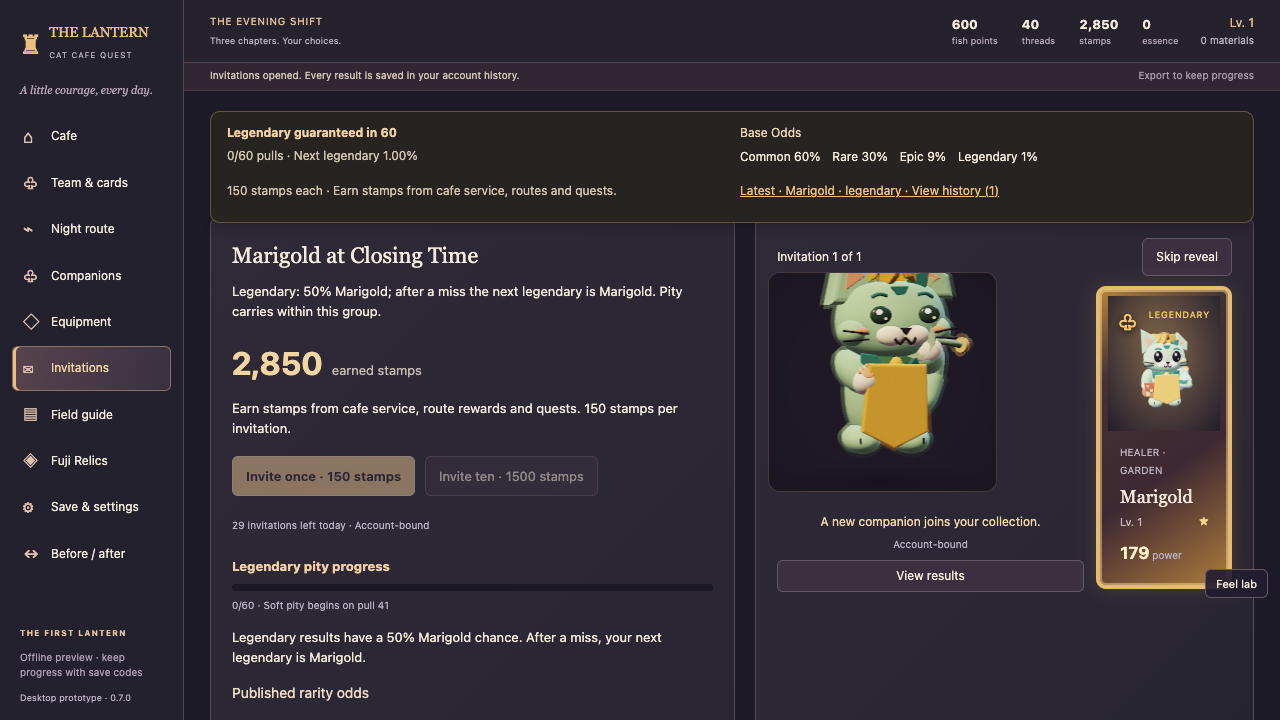 THE LANTERN
CAT CAFE QUEST
A little courage, every day.
Cafe
Team & cards
Night route
Companions
Equipment
Invitations
Field guide
Fuji Relics
Save & settings
Before / after
THE FIRST LANTERN
Offline preview · keep
progress with save codes
Desktop prototype · 0.7.0
THE EVENING SHIFT
Three chapters. Your choices.
600
fish points
40
threads
2,850
stamps
0
essence
Lv. 1
0 materials
Invitations opened. Every result is saved in your account history.
Export to keep progress
Legendary guaranteed in 60
0/60 pulls · Next legendary 1.00%
150 stamps each · Earn stamps from cafe service, routes and quests.
Base Odds
Common 60% Rare 30% Epic 9% Legendary 1%
Latest · Marigold · legendary · View history (1)
Marigold at Closing Time
Legendary: 50% Marigold; after a miss the next legendary is Marigold. Pity
carries within this group.
2,850 earned stamps
Earn stamps from cafe service, route rewards and quests. 150 stamps per
invitation.
Invite once · 150 stamps
Invite ten · 1500 stamps
29 invitations left today · Account-bound
Legendary pity progress
0/60 · Soft pity begins on pull 41
Legendary results have a 50% Marigold chance. After a miss, your next
legendary is Marigold.
Published rarity odds
Invitation 1 of 1
Skip reveal
A new companion joins your collection.
Account-bound
View results
LEGENDARY
HEALER ·
GARDEN
Marigold
Lv. 1
179 power
Feel lab